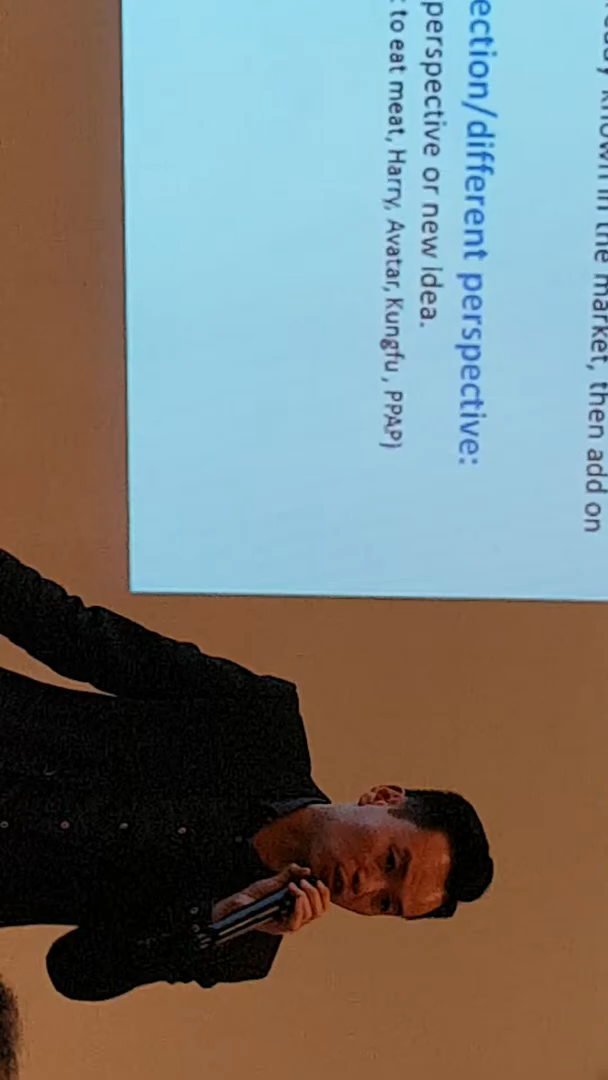 known in the market, then add on
ection/different perspective:
perspective or new idea.
to eat meat, Harry, Avatar, Kungfu , PPAP)